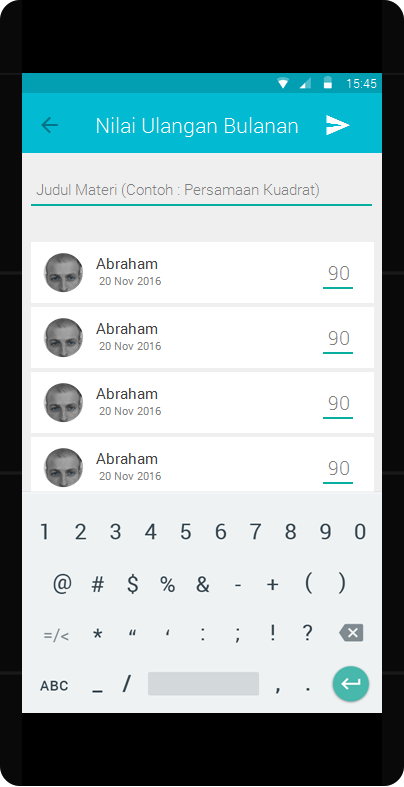 15:45
Nilai Ulangan Bulanan
Judul Materi (Contoh : Persamaan Kuadrat)
Abraham
20 Nov 2016
90
Abraham
20 Nov 2016
90
Abraham
20 Nov 2016
90
Abraham
20 Nov 2016
90
1 2 3 4 5 6 7 8 9 0
@ # $ % & - + ( )
=/< * “ ‘ : ; ! ?
ABC _ / , .